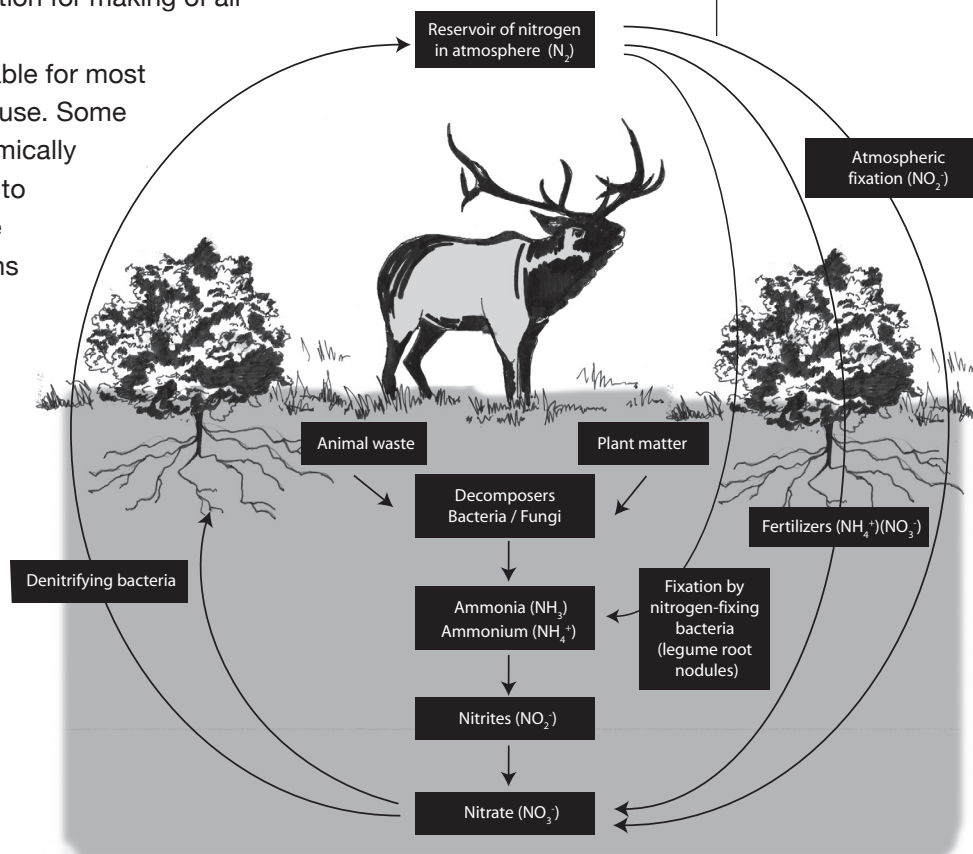 tion for making of all
able for most
use. Some
mically
to
ns
Reservoir of nitrogen
in atmosphere (N₂)
Atmospheric
fixation (NO₂⁻)
Animal waste
Plant matter
Decomposers
Bacteria / Fungi
Fertilizers (NH₄⁺)(NO₃⁻)
Denitrifying bacteria
Ammonia (NH₃)
Ammonium (NH₄⁺)
Fixation by
nitrogen-fixing
bacteria
(legume root
nodules)
Nitrites (NO₂⁻)
Nitrate (NO₃⁻)